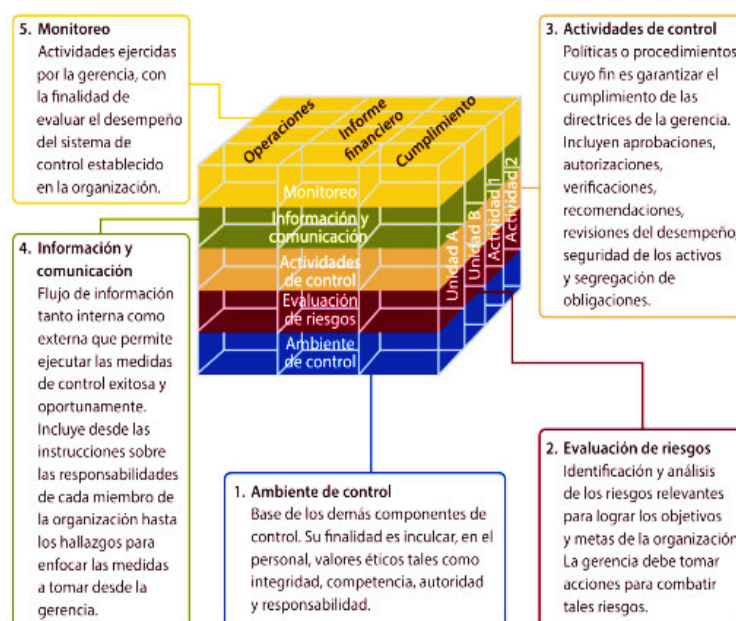 5. Monitoreo
Actividades ejercidas
por la gerencia, con
la finalidad de
evaluar el desempeño
del sistema de
control establecido
en la organización.
3. Actividades de control
Políticas o procedimientos
cuyo fin es garantizar el
cumplimiento de las
directrices de la gerencia.
Incluyen aprobaciones,
autorizaciones,
verificaciones,
recomendaciones,
revisiones del desempeño,
seguridad de los activos
y segregación de
obligaciones.
Operaciones
Informe
financiero
Cumplimiento
Monitoreo
Información y
comunicación
Actividades
de control
Evaluación
de riesgos
Ambiente
de control
Unidad A
Unidad B
Actividad 1
Actividad 2
4. Información y
comunicación
Flujo de información
tanto interna como
externa que permite
ejecutar las medidas
de control exitosa y
oportunamente.
Incluye desde las
instrucciones sobre
las responsabilidades
de cada miembro de
la organización hasta
los hallazgos para
enfocar las medidas
a tomar desde la
gerencia.
1. Ambiente de control
Base de los demás componentes de
control. Su finalidad es inculcar, en el
personal, valores éticos tales como
integridad, competencia, autoridad
y responsabilidad.
2. Evaluación de riesgos
Identificación y análisis
de los riesgos relevantes
para lograr los objetivos
y metas de la organización
La gerencia debe tomar
acciones para combatir
tales riesgos.